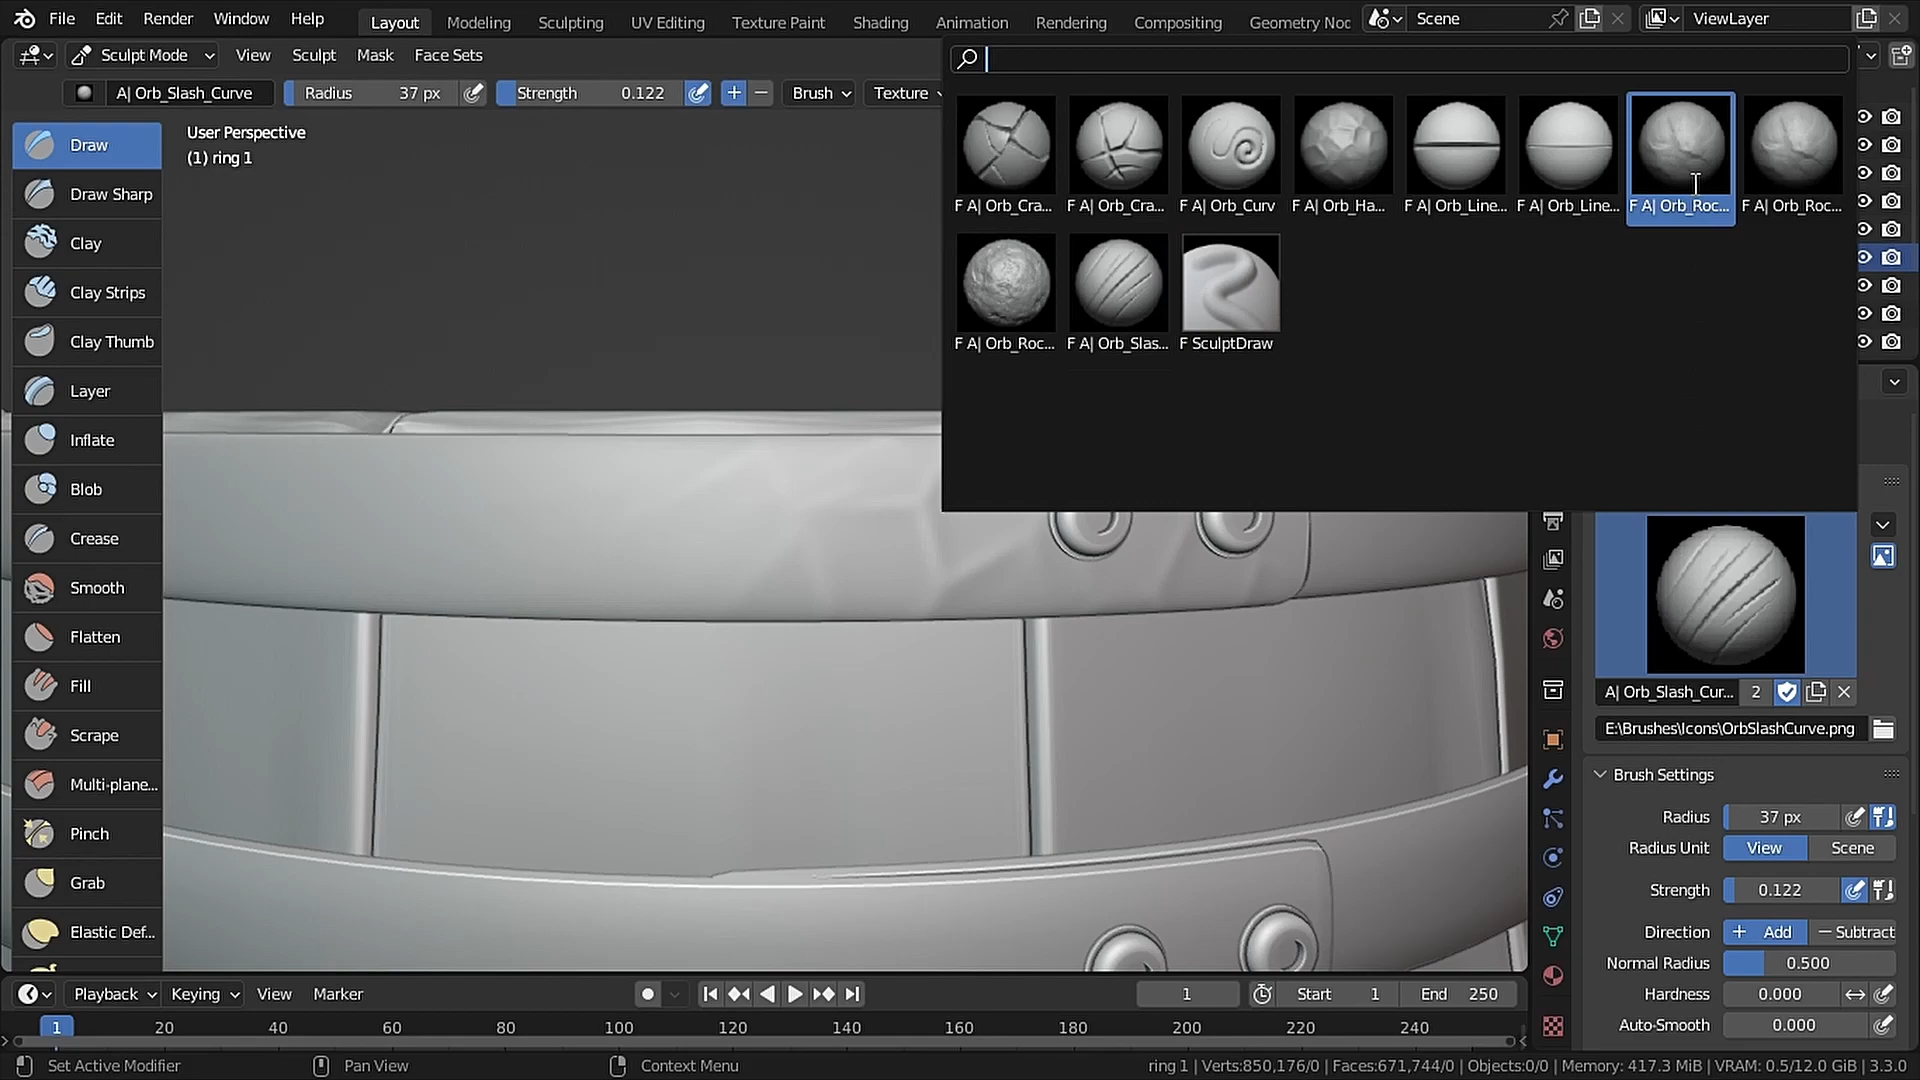 File Edit Render Window Help Layout Modeling Sculpting UV Editing Texture Paint Shading Animation Rendering Compositing Geometry Noc Scene ViewLayer
Sculpt Mode View Sculpt Mask Face Sets
A| Orb_Slash_Curve Radius 37 px Strength 0.122 + − Brush Texture
User Perspective
(1) ring 1
Draw
Draw Sharp
Clay
Clay Strips
Clay Thumb
Layer
Inflate
Blob
Crease
Smooth
Flatten
Fill
Scrape
Multi-plane...
Pinch
Grab
Elastic Def...
F A| Orb_Cra... F A| Orb_Cra... F A| Orb_Curv F A| Orb_Ha... F A| Orb_Line... F A| Orb_Line... F A| Orb_Roc... F A| Orb_Roc...
F A| Orb_Roc... F A| Orb_Slas... F SculptDraw
A| Orb_Slash_Cur... 2
E:\Brushes\Icons\OrbSlashCurve.png
Brush Settings
Radius 37 px
Radius Unit View Scene
Strength 0.122
Direction + Add − Subtract
Normal Radius 0.500
Hardness 0.000
Auto-Smooth 0.000
Playback Keying View Marker 1 Start 1 End 250
1 20 40 60 80 100 120 140 160 180 200 220 240
Set Active Modifier Pan View Context Menu ring 1 | Verts:850,176/0 | Faces:671,744/0 | Objects:0/0 | Memory: 417.3 MiB | VRAM: 0.5/12.0 GiB | 3.3.0